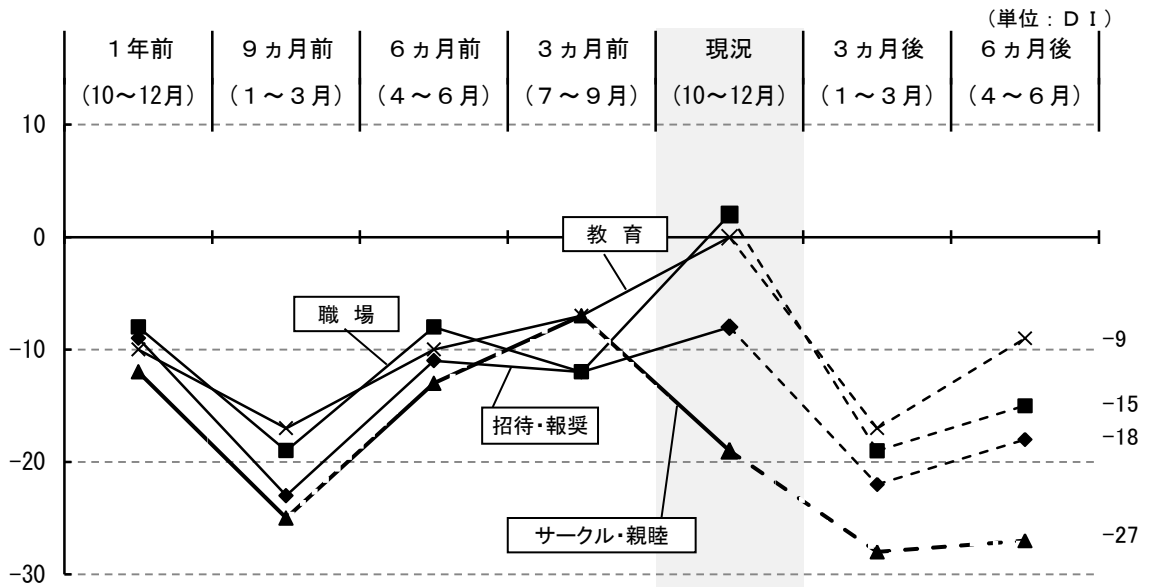 （単位：ＤＩ）
１年前 ９ヵ月前 ６ヵ月前 ３ヵ月前 現況 ３ヵ月後 ６ヵ月後
（10～12月） （１～３月） （４～６月） （７～９月） （10～12月） （１～３月） （４～６月）
10
0
教 育
職 場
-9
-10
-15
招待・報奨
-18
-20
サークル・親睦
-27
-30